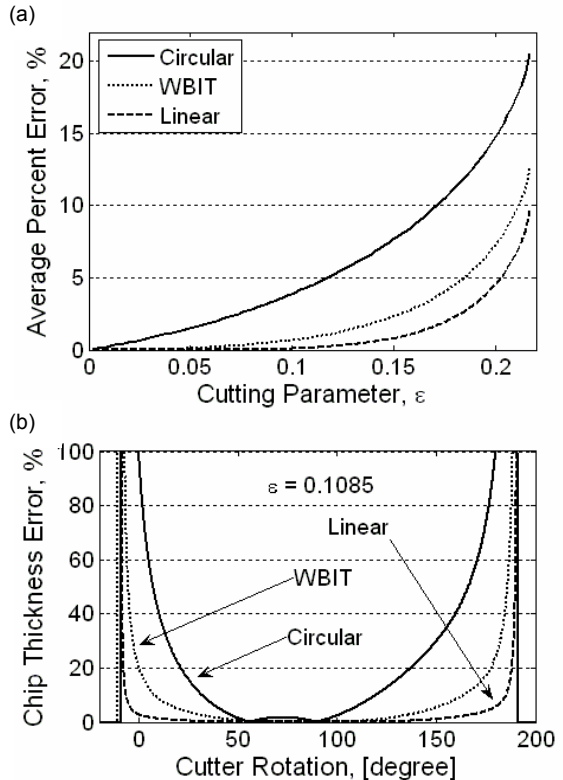 (a)
Average Percent Error, %
20
15
10
5
0
Circular
WBIT
Linear
0 0.05 0.1 0.15 0.2
Cutting Parameter, ε
(b)
Chip Thickness Error, %
100
80
60
40
20
0
ε = 0.1085
Linear
WBIT
Circular
0 50 100 150 200
Cutter Rotation, [degree]